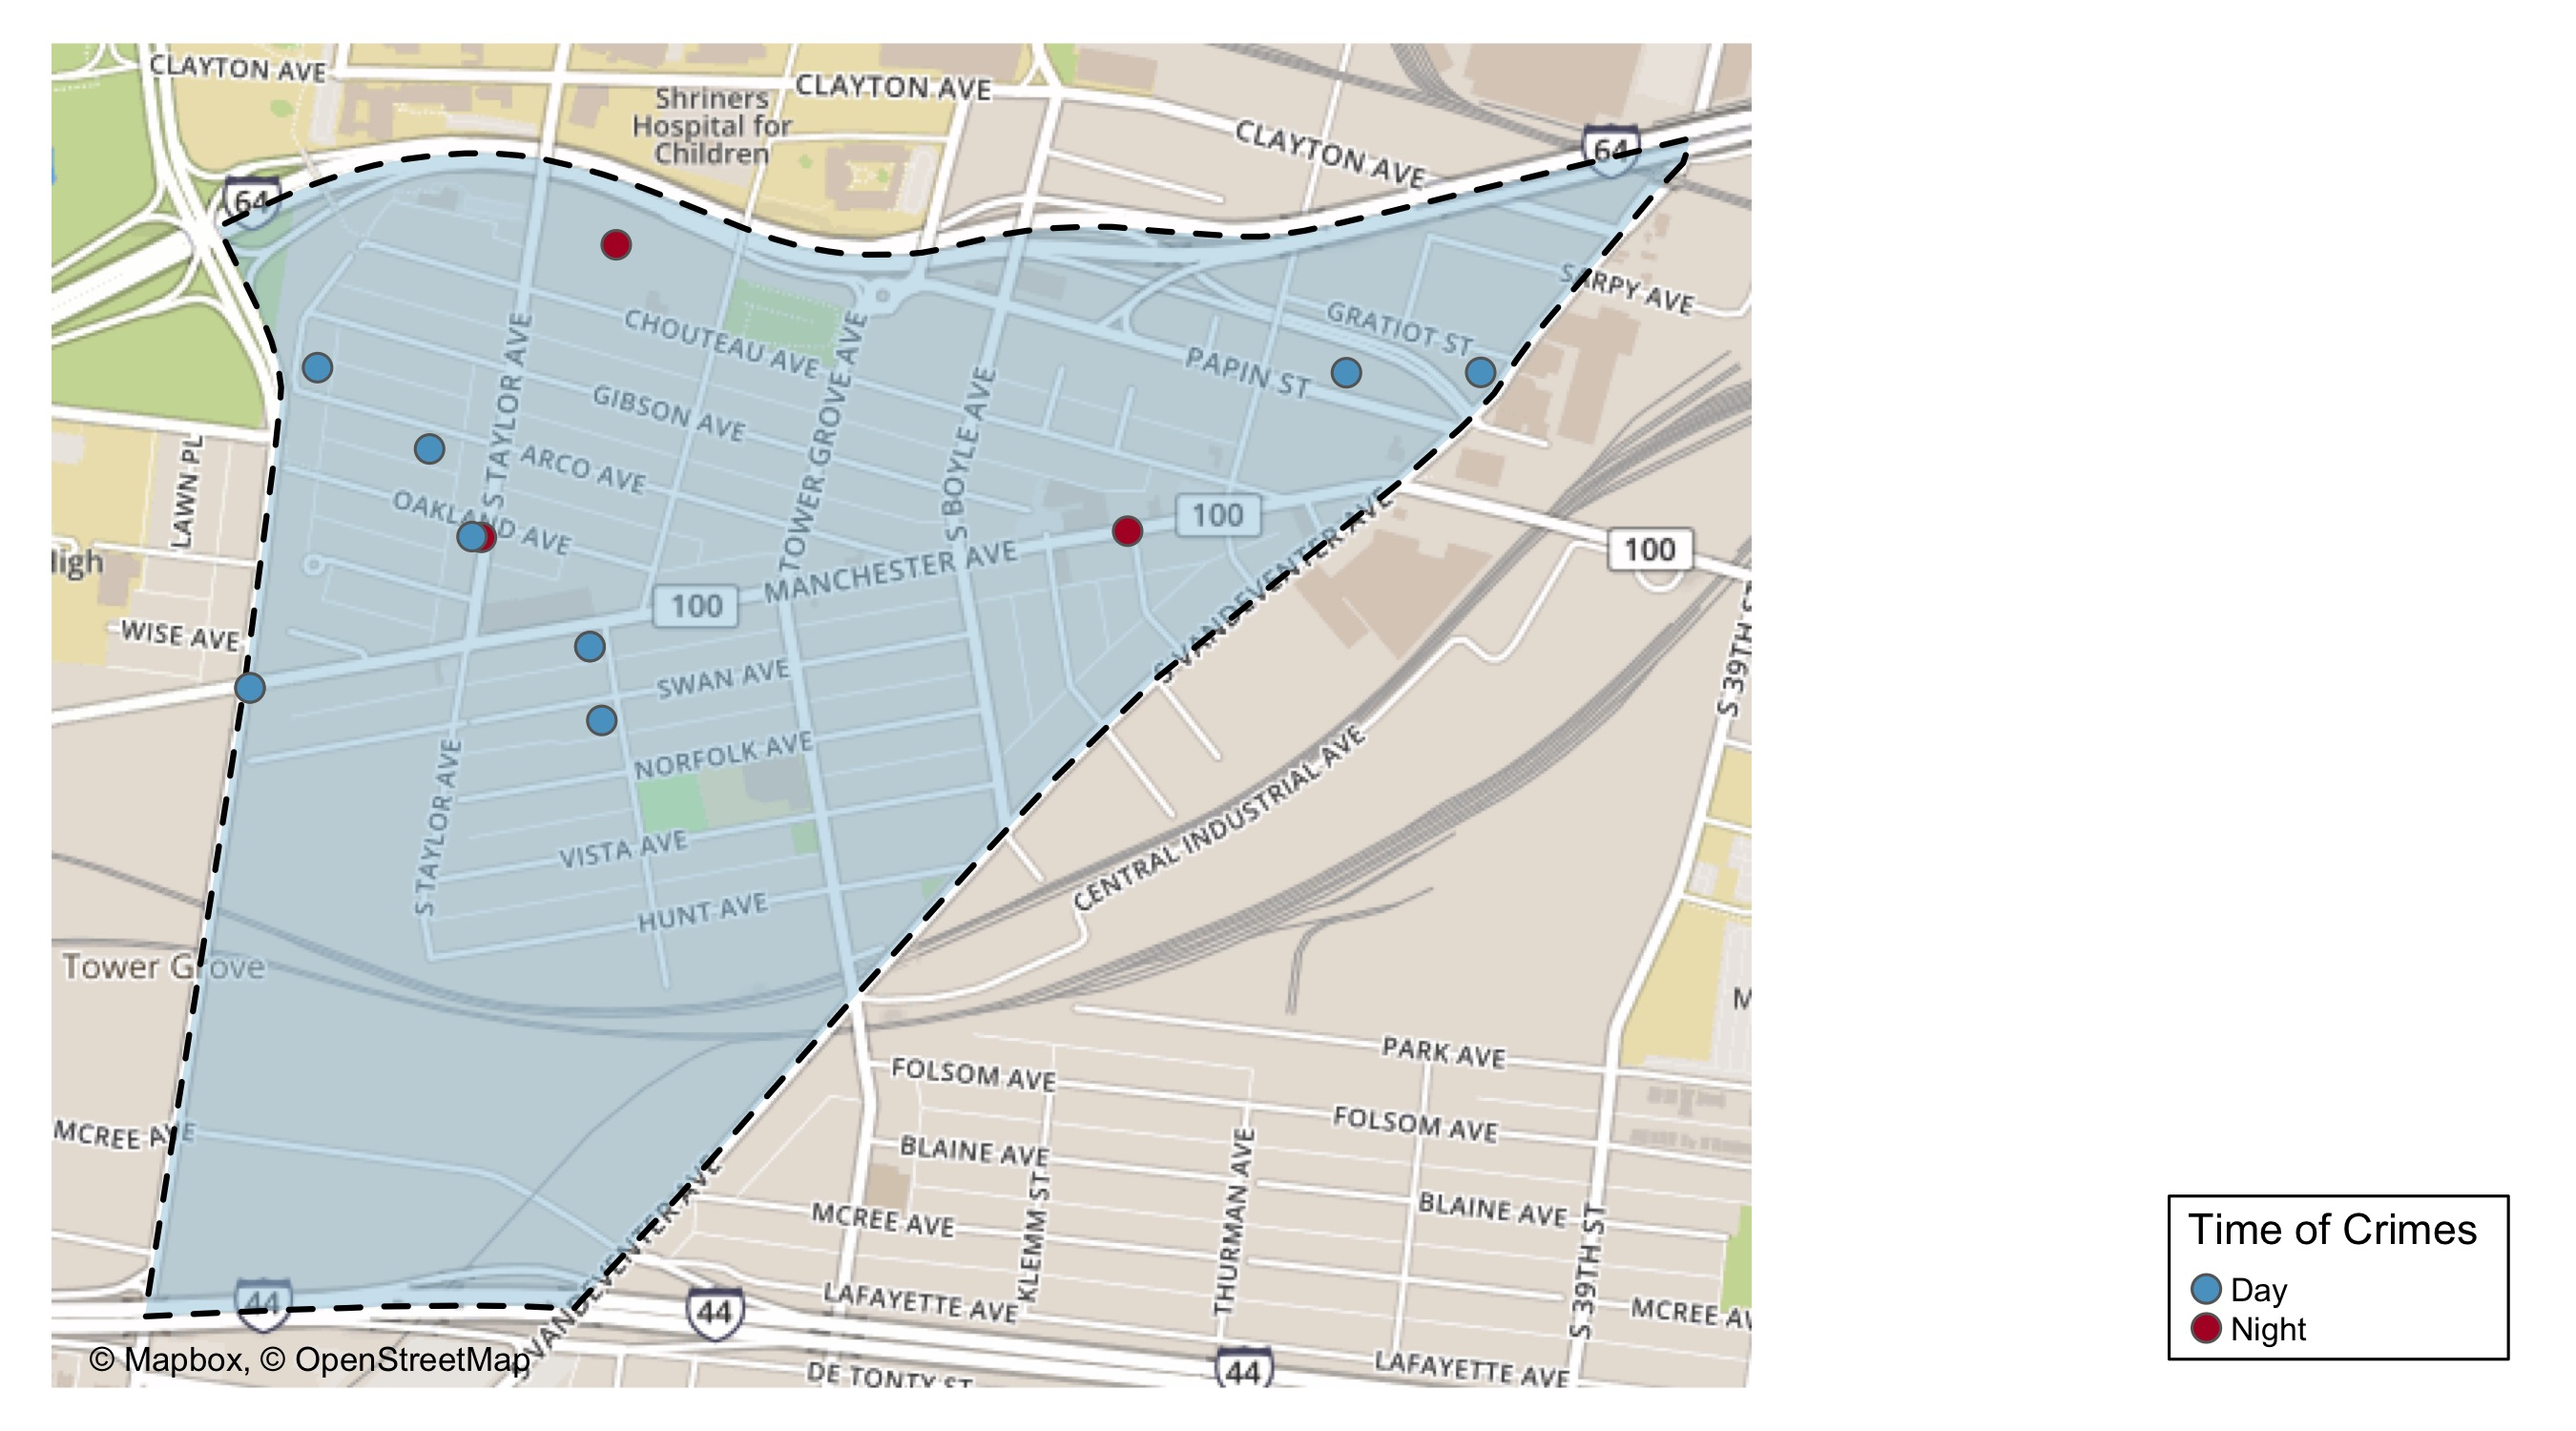 CLAYTON AVE
CLAYTON AVE
Shriners
Hospital for
Children
CLAYTON AVE
64
64
SARPY AVE
CHOUTEAU AVE
GRATIOT ST
PAPIN ST
S TAYLOR AVE
TOWER GROVE AVE
S BOYLE AVE
GIBSON AVE
ARCO AVE
LAWN PL
OAKLAND AVE
100
100
MANCHESTER AVE
100
S VANDEVENTER AVE
High
WISE AVE
S 39TH ST
SWAN AVE
NORFOLK AVE
S TAYLOR AVE
CENTRAL INDUSTRIAL AVE
VISTA AVE
HUNT AVE
Tower Grove
M
PARK AVE
FOLSOM AVE
FOLSOM AVE
MCREE AVE
BLAINE AVE
KLEMM ST
THURMAN AVE
BLAINE AVE
MCREE AVE
S VANDEVENTER AVE
S 39TH ST
44
44
LAFAYETTE AVE
MCREE AV
44
LAFAYETTE AVE
DE TONTY ST
© Mapbox, © OpenStreetMap
Time of Crimes
Day
Night